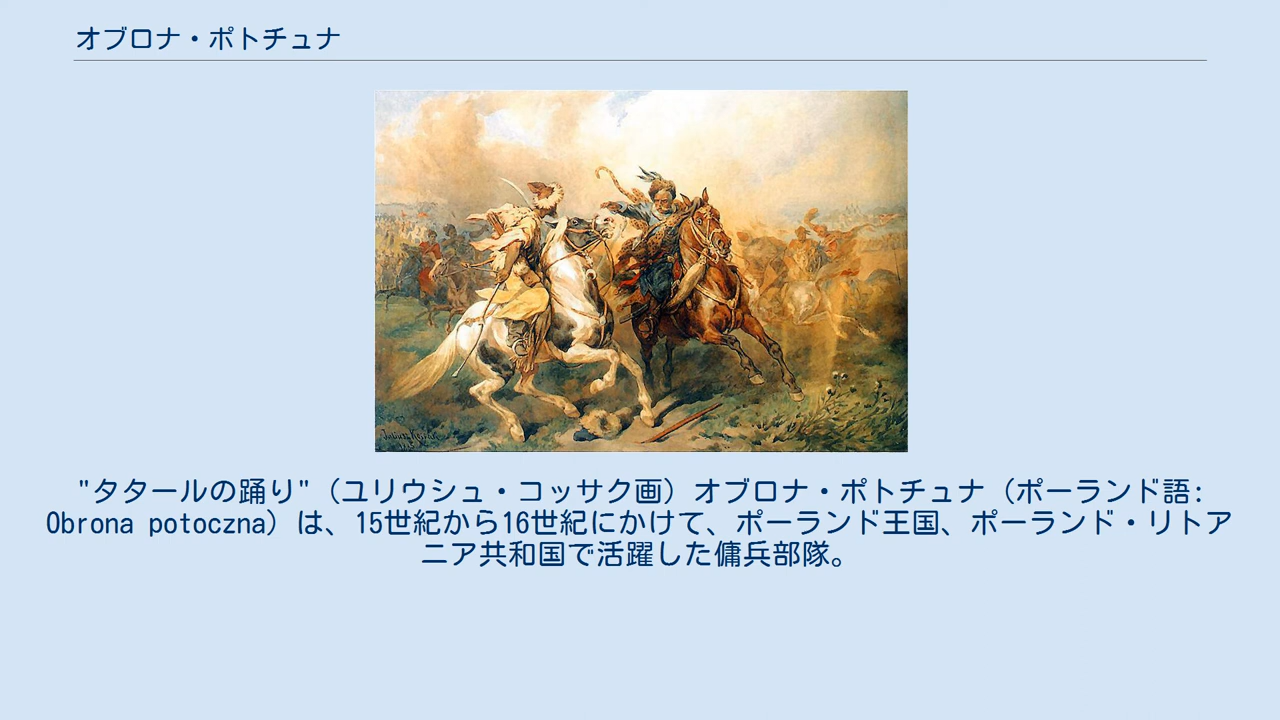 オブロナ・ポトチュナ
"タタールの踊り"（ユリウシュ・コッサク画）オブロナ・ポトチュナ（ポーランド語:
Obrona potoczna）は、15世紀から16世紀にかけて、ポーランド王国、ポーランド・リトア
ニア共和国で活躍した傭兵部隊。